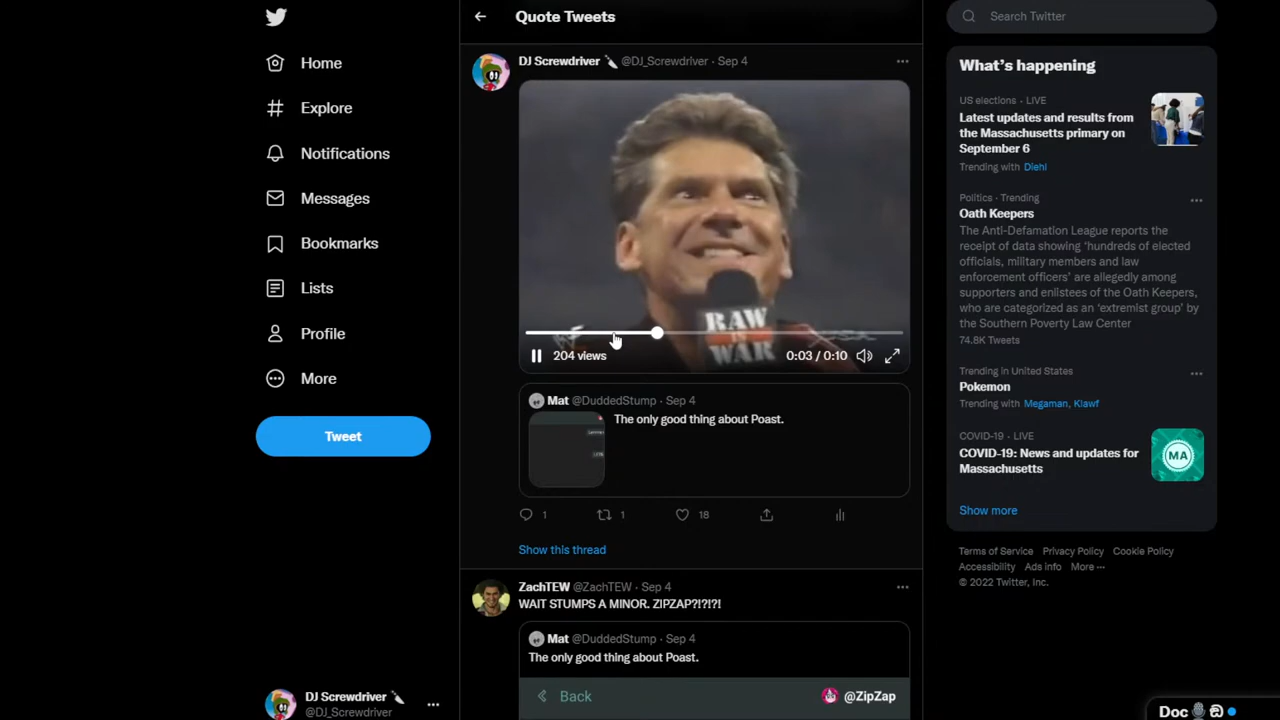 Home
Explore
Notifications
Messages
Bookmarks
Lists
Profile
More
Tweet
DJ Screwdriver
@DJ_Screwdriver
Quote Tweets
DJ Screwdriver @DJ_Screwdriver · Sep 4
RAW
IS
WAR
204 views
0:03 / 0:10
Mat @DuddedStump · Sep 4
The only good thing about Poast.
1
1
18
Show this thread
ZachTEW @ZachTEW · Sep 4
WAIT STUMPS A MINOR. ZIPZAP?!?!?!
Mat @DuddedStump · Sep 4
The only good thing about Poast.
Back
@ZipZap
Search Twitter
What's happening
US elections · LIVE
Latest updates and results from
the Massachusetts primary on
September 6
Trending with Diehl
Politics · Trending
Oath Keepers
The Anti-Defamation League reports the
receipt of data showing 'hundreds of elected
officials, military members and law
enforcement officers' are allegedly among
supporters and enlistees of the Oath Keepers,
who are categorized as an 'extremist group' by
the Southern Poverty Law Center
74.8K Tweets
Trending in United States
Pokemon
Trending with Megaman, Klawf
COVID-19 · LIVE
COVID-19: News and updates for
Massachusetts
MA
Show more
Terms of Service Privacy Policy Cookie Policy
Accessibility Ads info More ···
© 2022 Twitter, Inc.
Doc